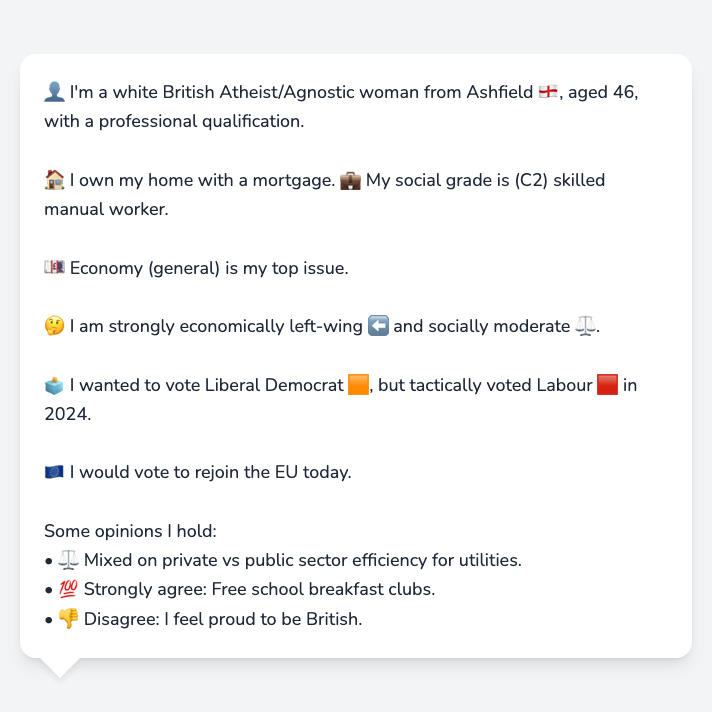 👤 I'm a white British Atheist/Agnostic woman from Ashfield 🏴󠁧󠁢󠁥󠁮󠁧󠁿, aged 46,
with a professional qualification.
🏠 I own my home with a mortgage. 💼 My social grade is (C2) skilled
manual worker.
💷 Economy (general) is my top issue.
🤔 I am strongly economically left-wing ⬅️ and socially moderate ⚖️.
🗳️ I wanted to vote Liberal Democrat 🟧, but tactically voted Labour 🟥 in
2024.
🇪🇺 I would vote to rejoin the EU today.
Some opinions I hold:
• ⚖️ Mixed on private vs public sector efficiency for utilities.
• 💯 Strongly agree: Free school breakfast clubs.
• 👎 Disagree: I feel proud to be British.